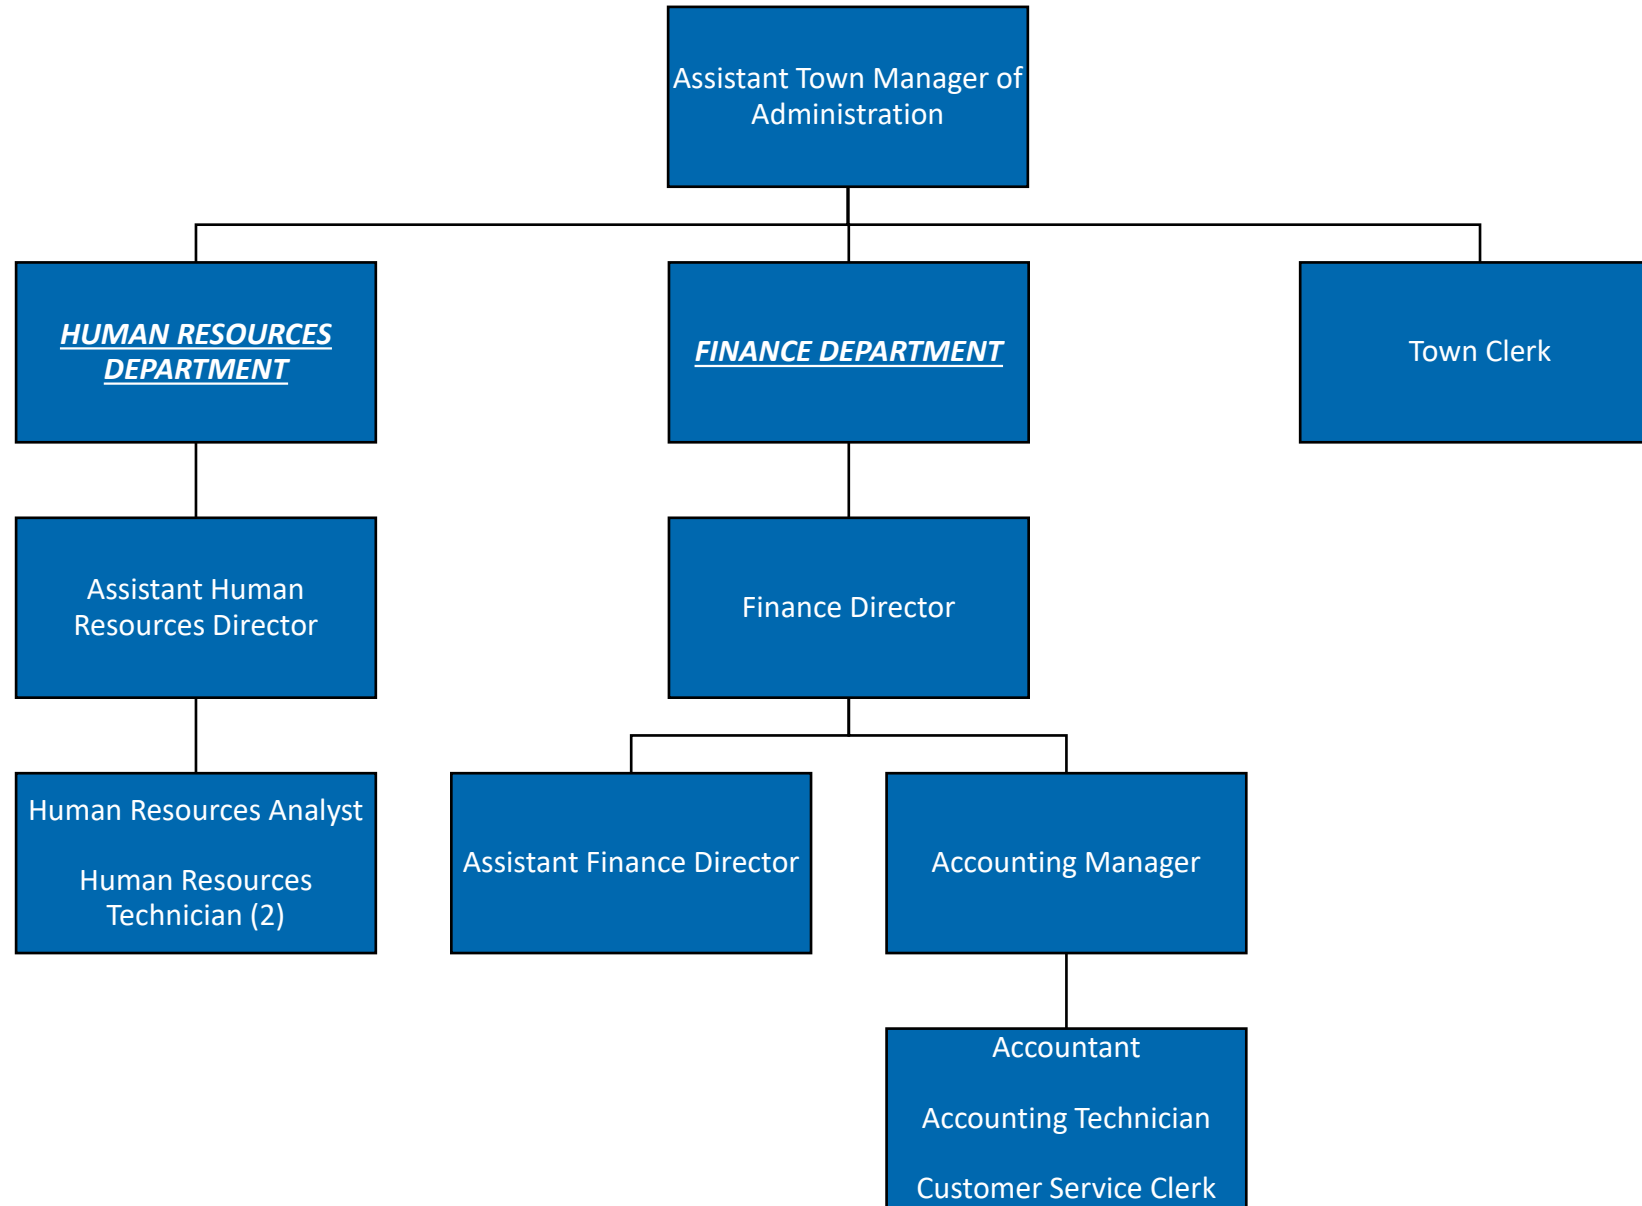 Assistant Town Manager of
Administration
HUMAN RESOURCES
DEPARTMENT
FINANCE DEPARTMENT
Town Clerk
Assistant Human
Resources Director
Finance Director
Human Resources Analyst
Human Resources
Technician (2)
Assistant Finance Director
Accounting Manager
Accountant
Accounting Technician
Customer Service Clerk